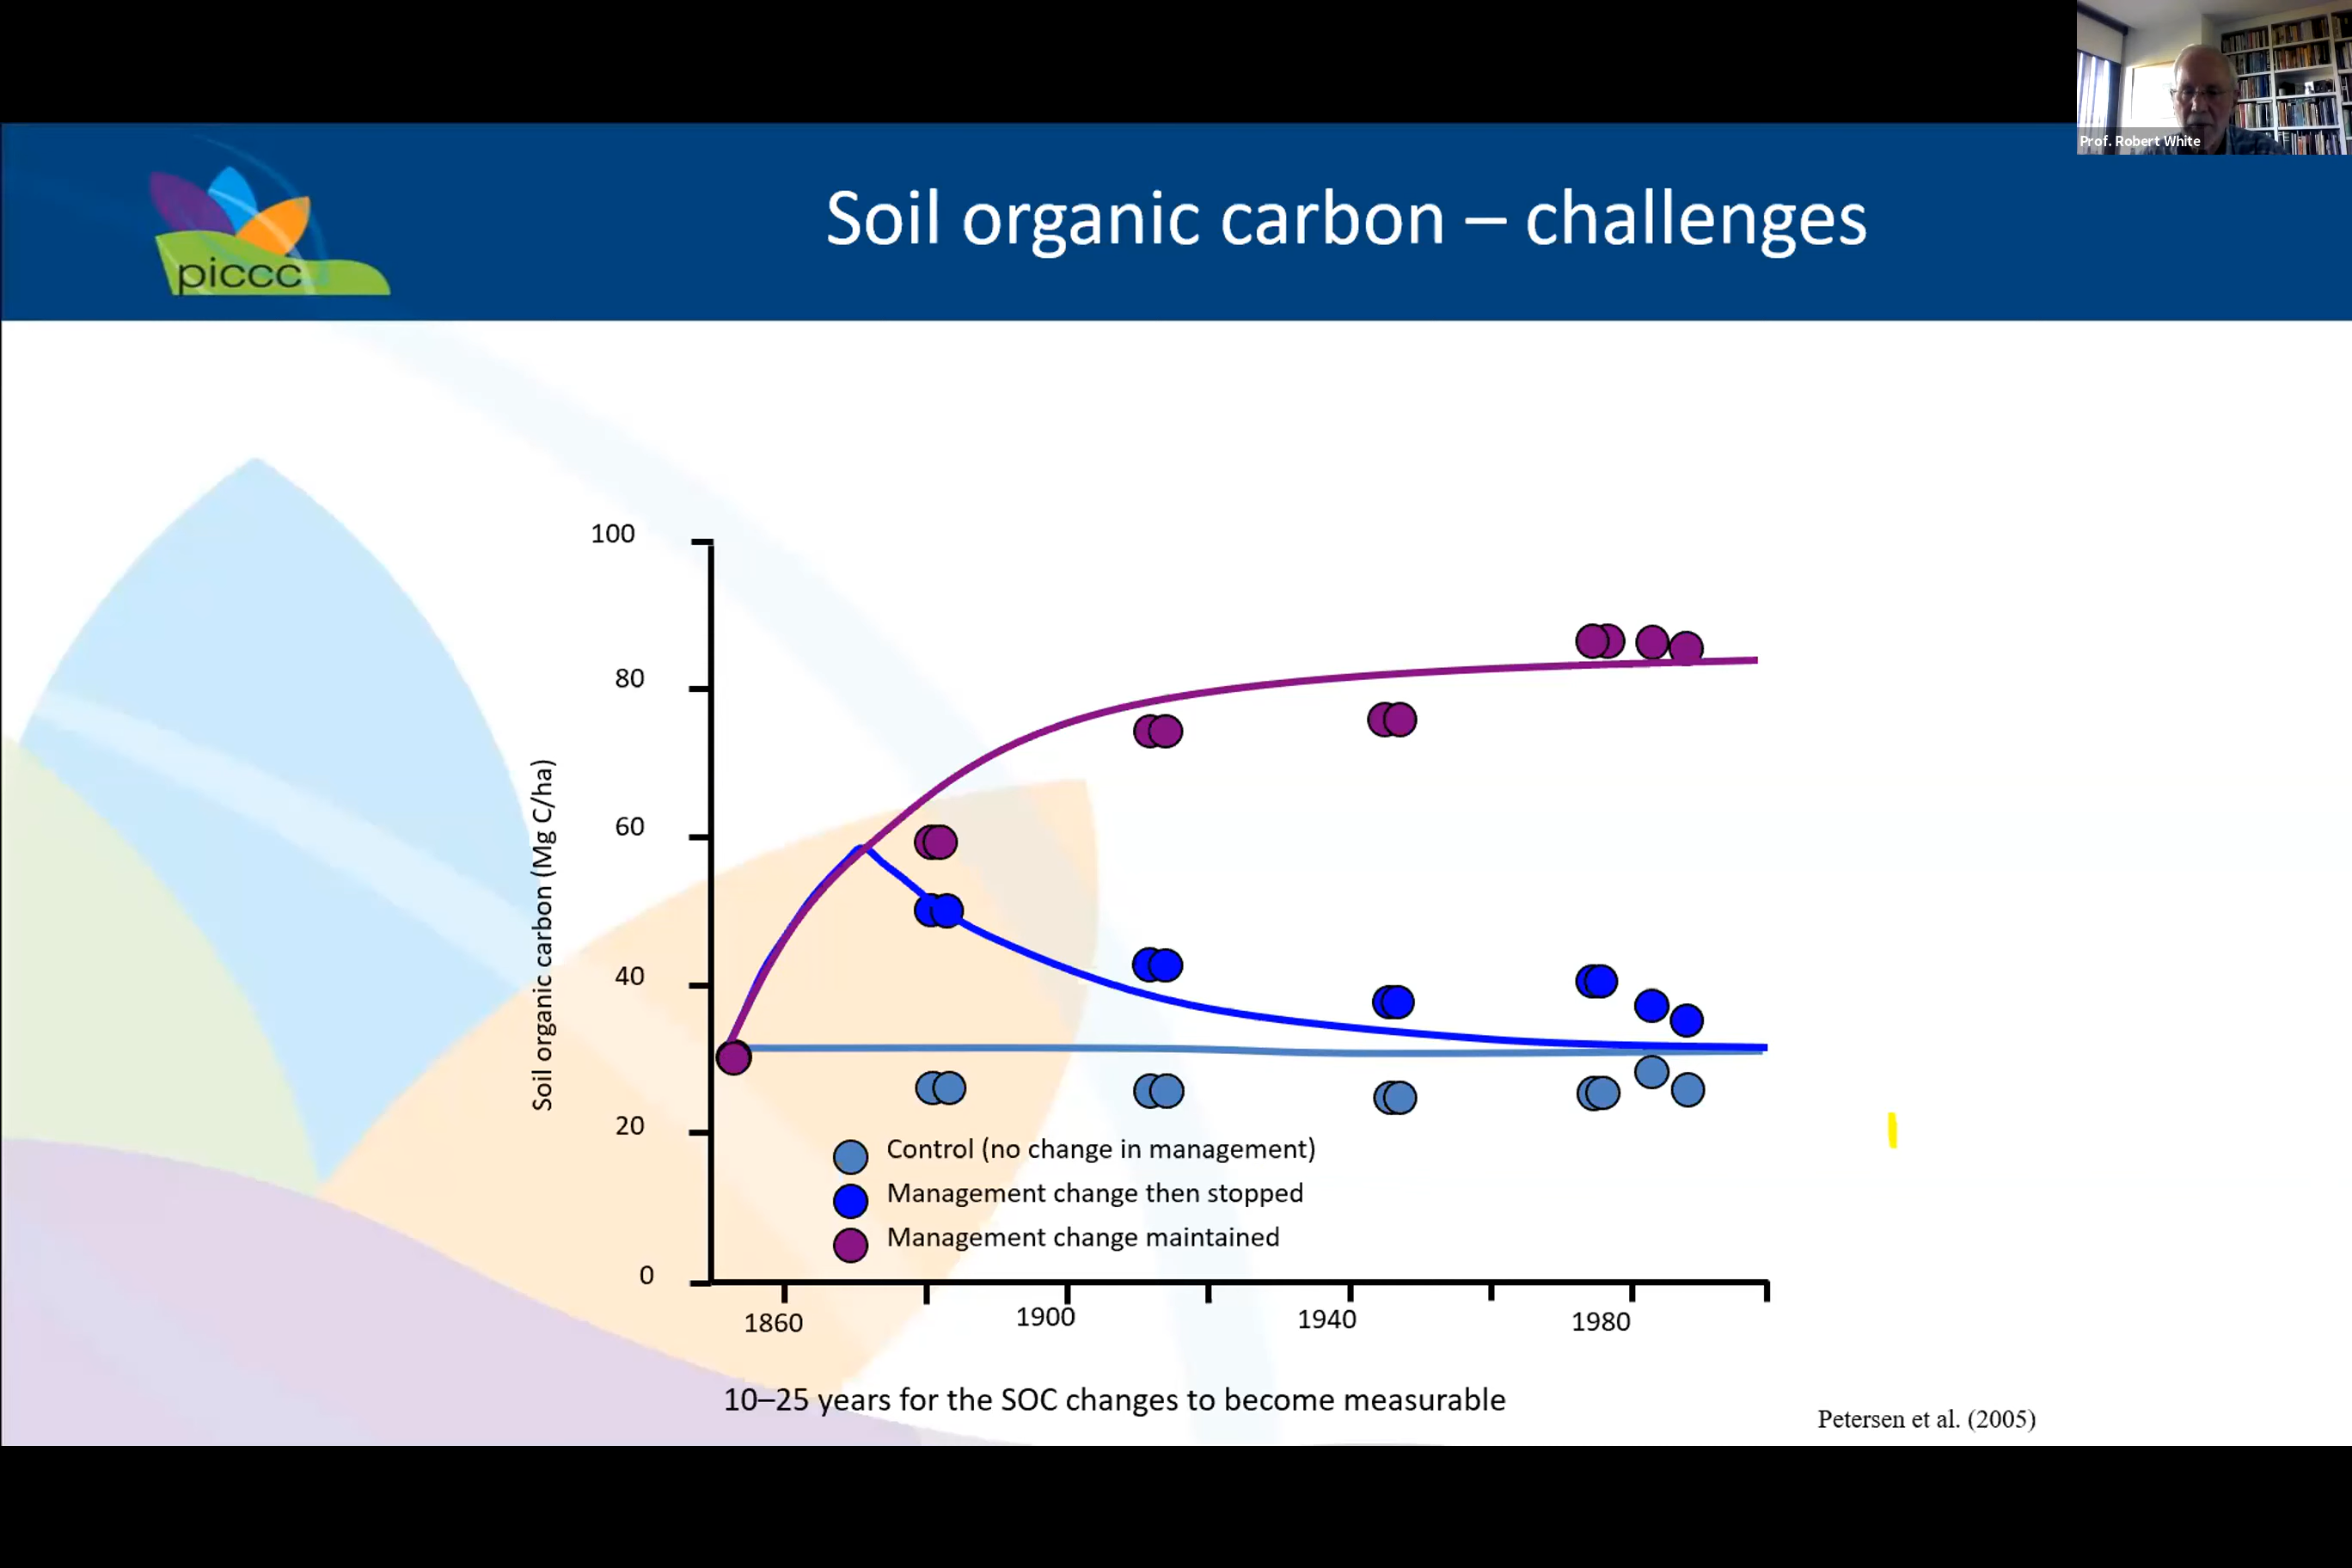 Prof. Robert White
piccc
Soil organic carbon – challenges
100
80
60
40
20
0
Soil organic carbon (Mg C/ha)
Control (no change in management)
Management change then stopped
Management change maintained
1860
1900
1940
1980
10–25 years for the SOC changes to become measurable
Petersen et al. (2005)